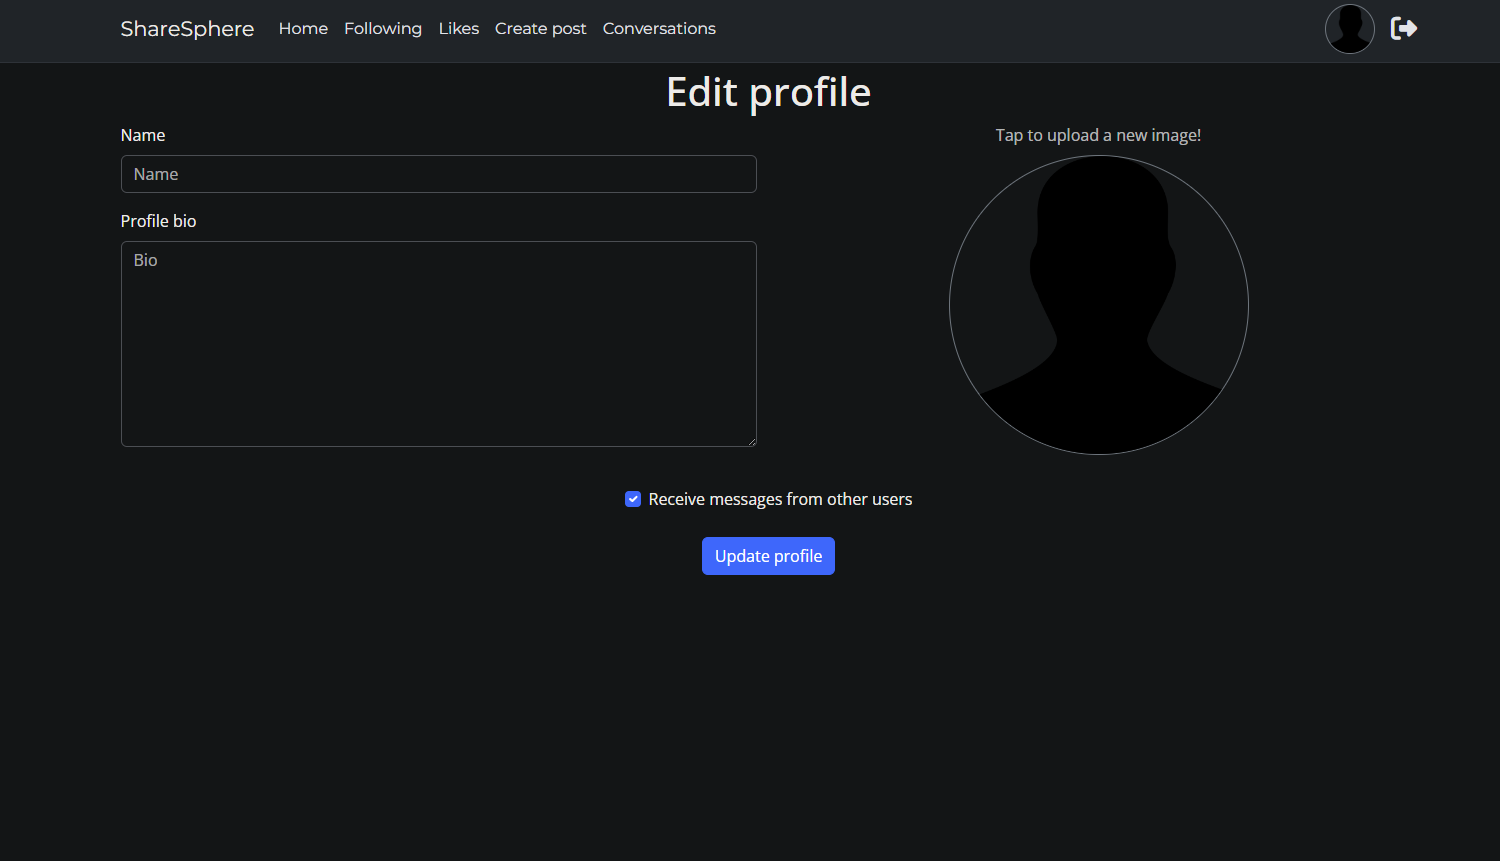 ShareSphere Home Following Likes Create post Conversations
Edit profile
Name
Name
Profile bio
Bio
Tap to upload a new image!
Receive messages from other users
Update profile